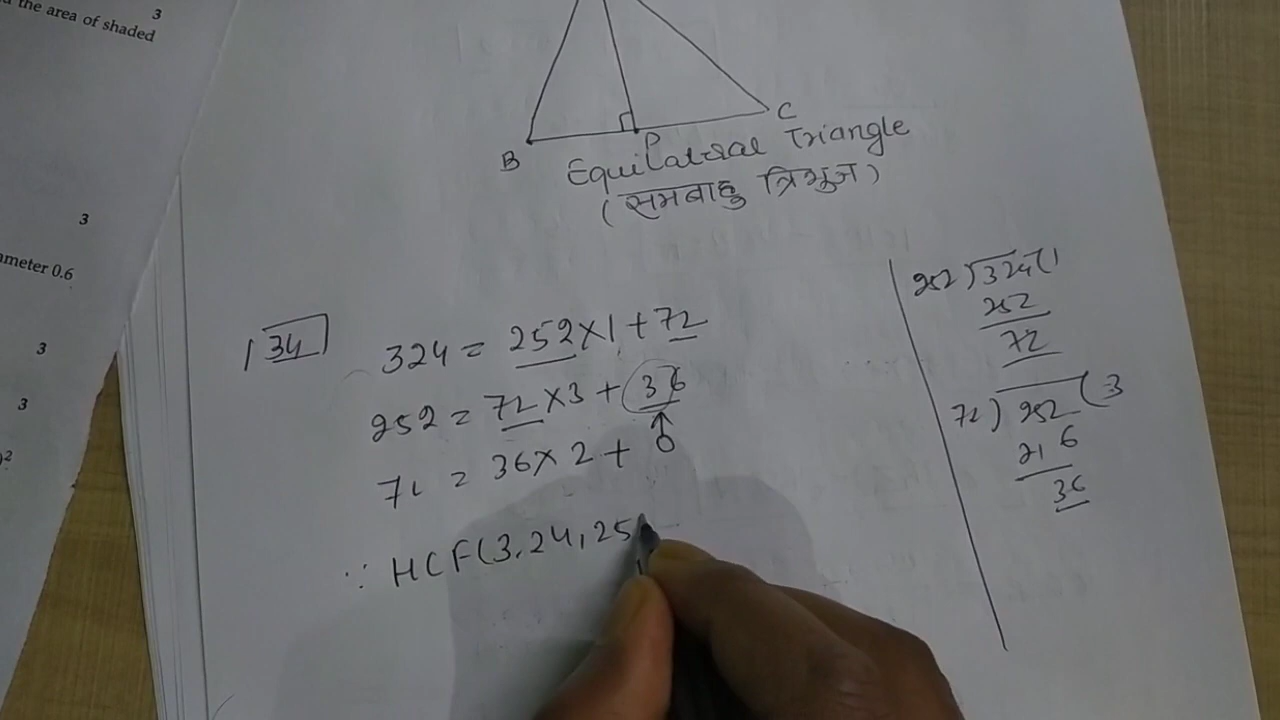 3
the area of shaded
3
ameter 0.6
3
3
)²
B
P
C
Equilateral Triangle
(समबाहु त्रिभुज)
34
324 = 252×1+72
252 = 72×3+36
72 = 36×2+0
∵ HCF(3,24,25
252)324(1
252
72
72)252(3
216
36